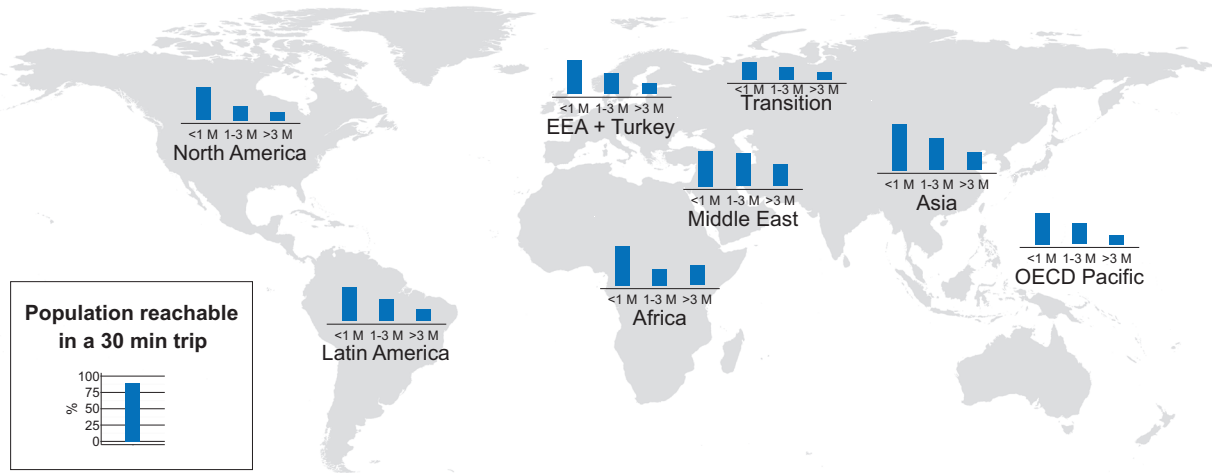 <1 M 1-3 M >3 M
North America
<1 M 1-3 M >3 M
EEA + Turkey
<1 M 1-3 M >3 M
Transition
<1 M 1-3 M >3 M
Middle East
<1 M 1-3 M >3 M
Asia
<1 M 1-3 M >3 M
OECD Pacific
<1 M 1-3 M >3 M
Africa
<1 M 1-3 M >3 M
Latin America
Population reachable
in a 30 min trip
100
75
50
25
0
%